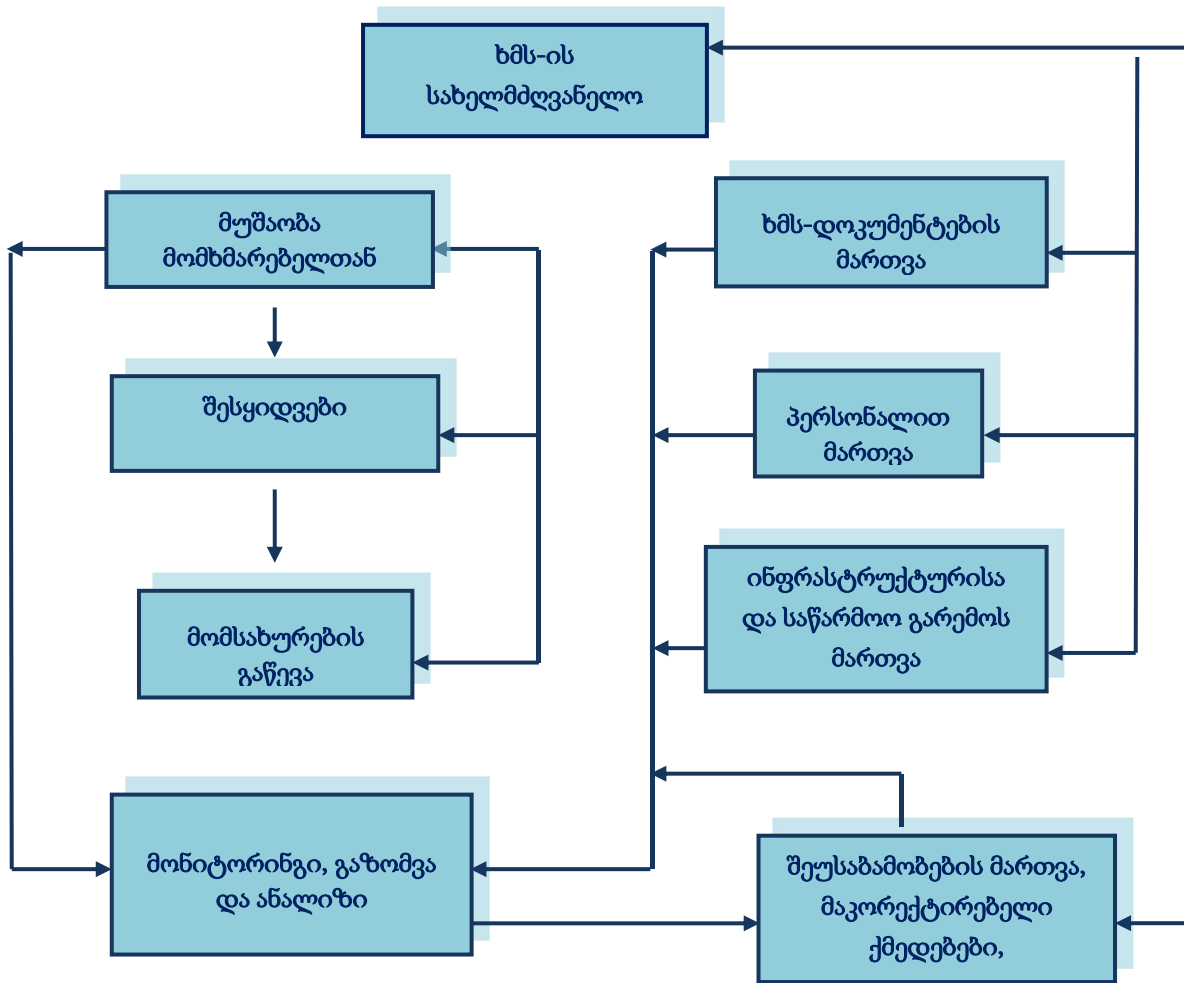 ხმს-ის
სახელმძღვანელო
მუშაობა
მომხმარებელთან
ხმს-დოკუმენტების
მართვა
შესყიდვები
პერსონალით
მართვა
ინფრასტრუქტურისა
და საწარმოო გარემოს
მართვა
მომსახურების
გაწევა
მონიტორინგი, გაზომვა
და ანალიზი
შეუსაბამობების მართვა,
მაკორექტირებელი
ქმედებები,